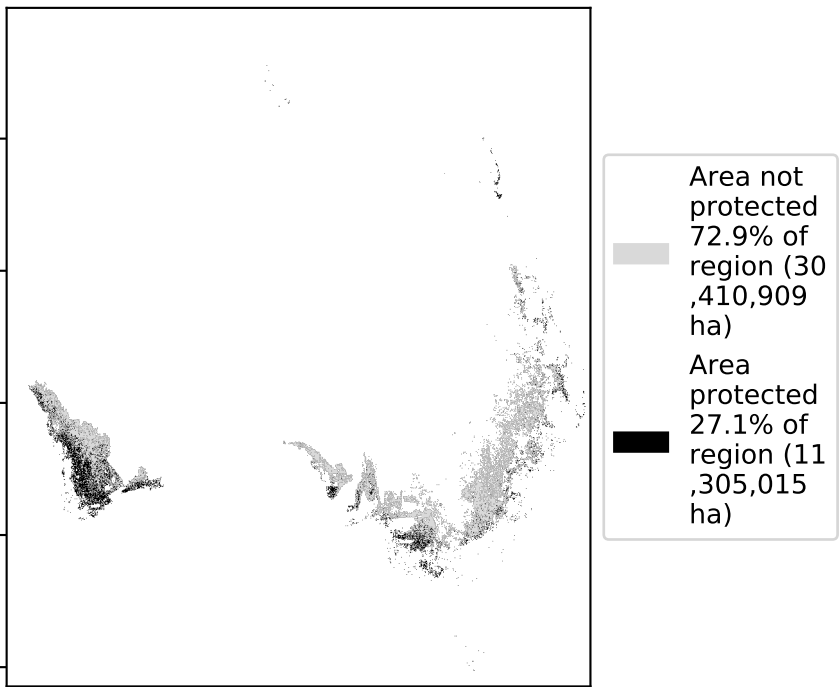 Area not
protected
72.9% of
region (30
,410,909
ha)
Area
protected
27.1% of
region (11
,305,015
ha)